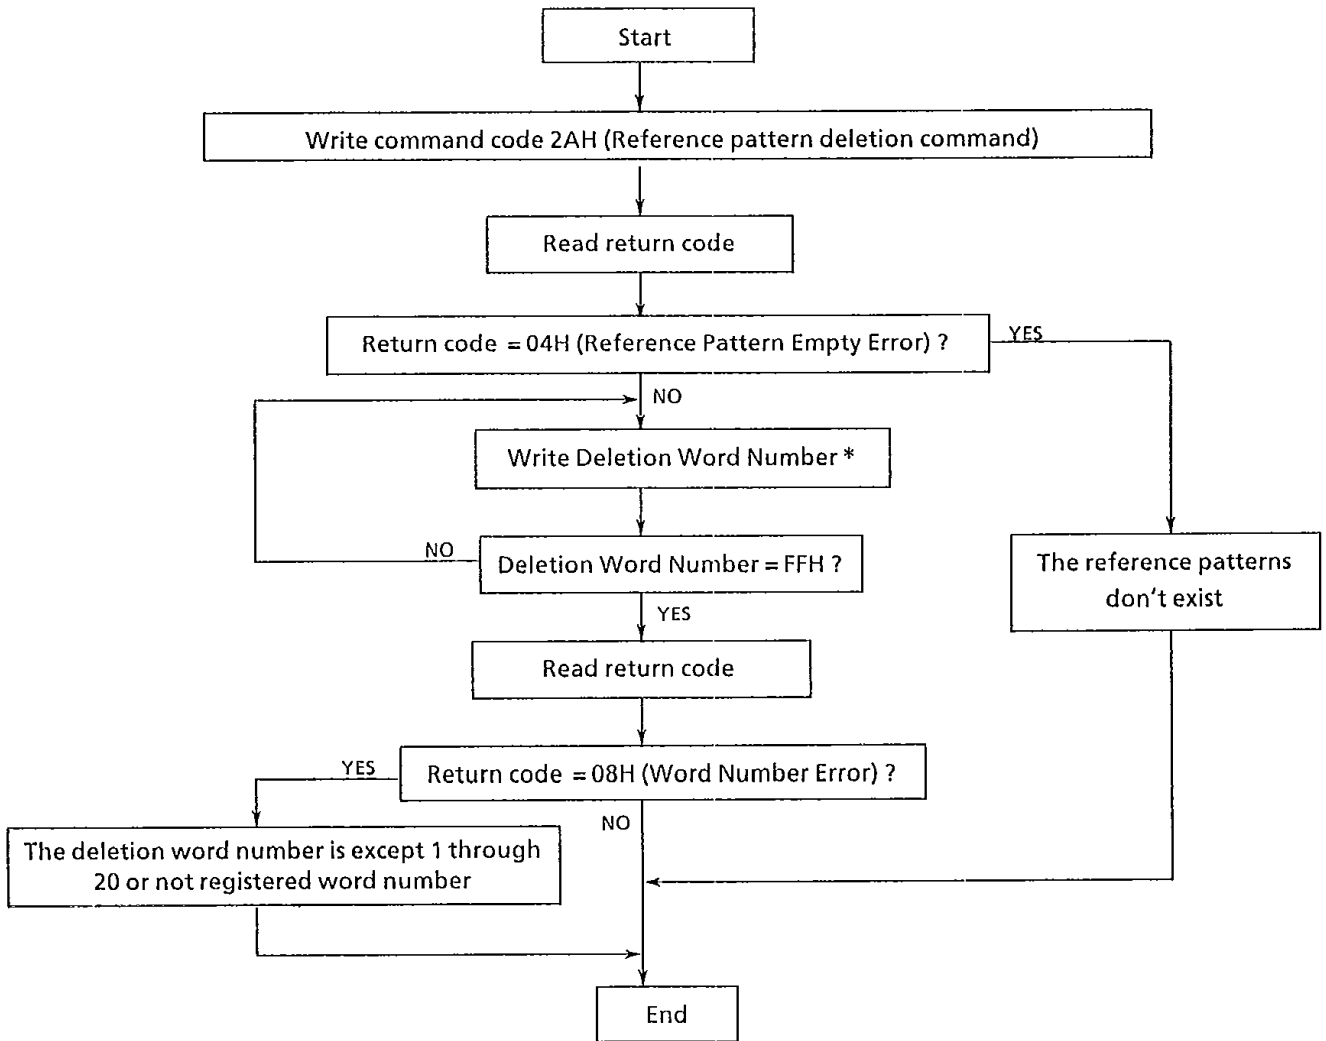 Start
Write command code 2AH (Reference pattern deletion command)
Read return code
Return code = 04H (Reference Pattern Empty Error) ?
YES
NO
Write Deletion Word Number *
NO
Deletion Word Number = FFH ?
The reference patterns
don't exist
YES
Read return code
YES
Return code = 08H (Word Number Error) ?
NO
The deletion word number is except 1 through
20 or not registered word number
End